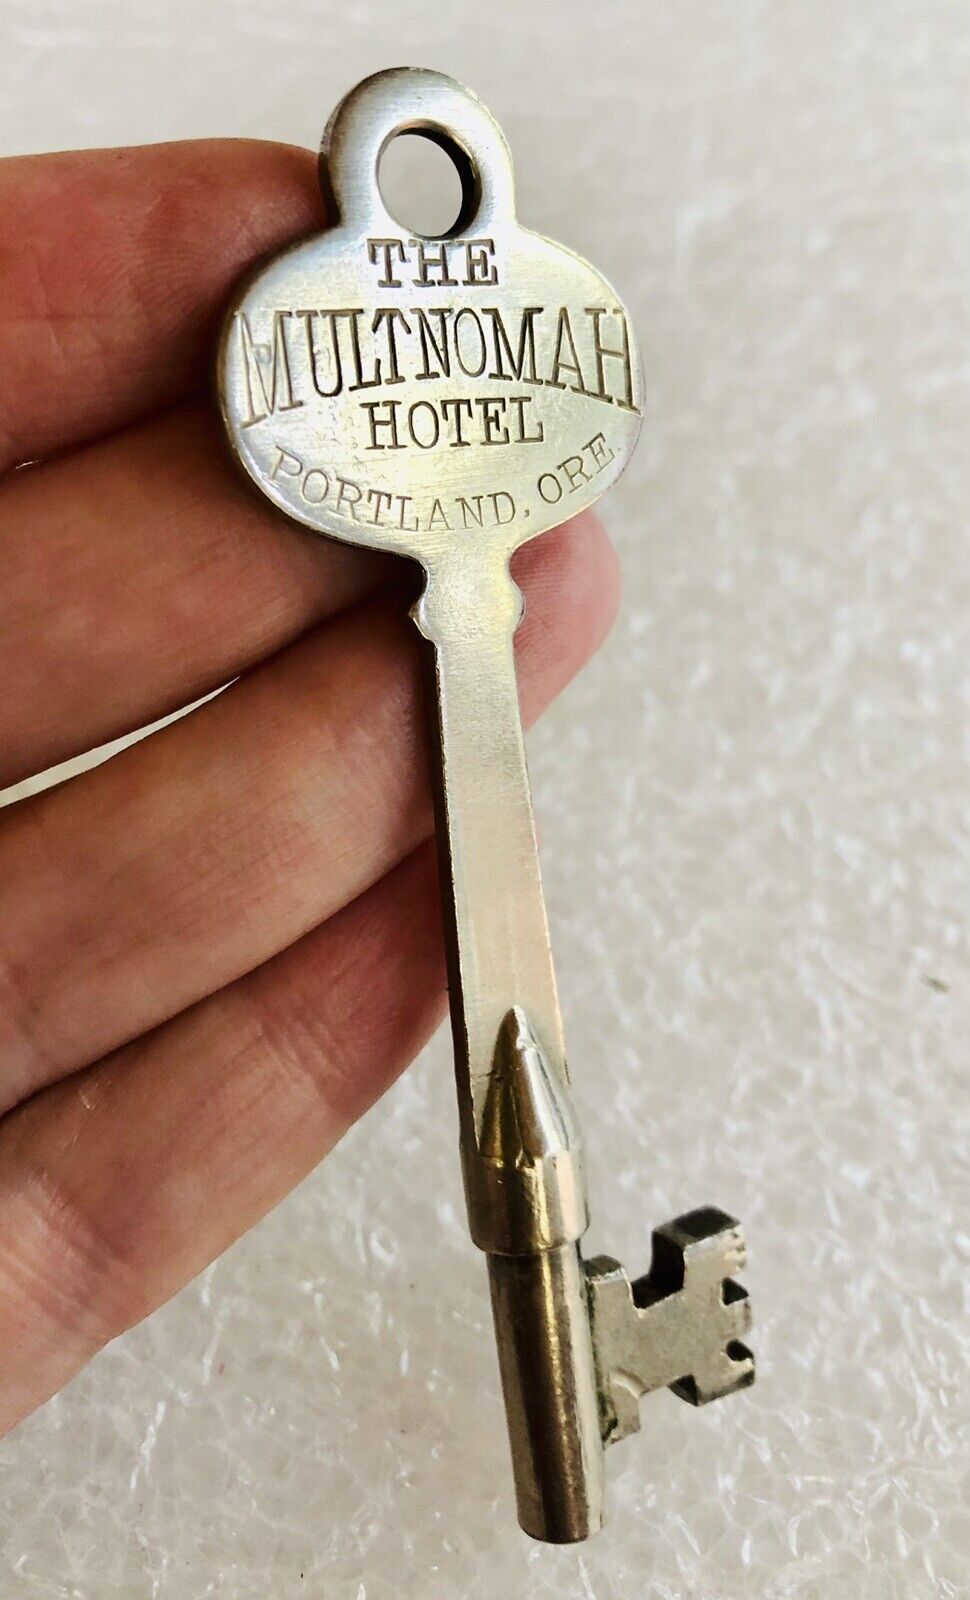 THE
MULTNOMAH
HOTEL
PORTLAND, ORE.